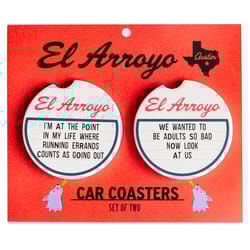 El Arroyo
Austin
El Arroyo
I'M AT THE POINT
IN MY LIFE WHERE
RUNNING ERRANDS
COUNTS AS GOING OUT
El Arroyo
WE WANTED TO
BE ADULTS SO BAD
NOW LOOK
AT US
CAR COASTERS
SET OF TWO